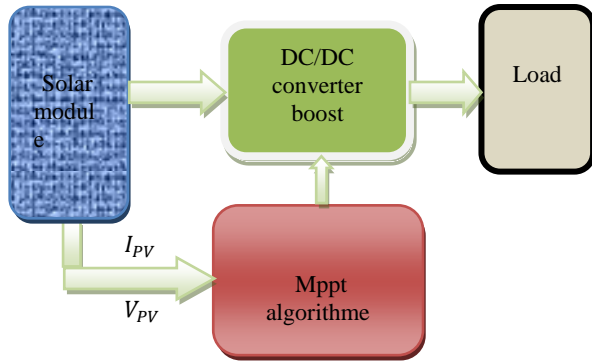 Solar
modul
e
DC/DC
converter
boost
Load
I_PV
V_PV
Mppt
algorithme